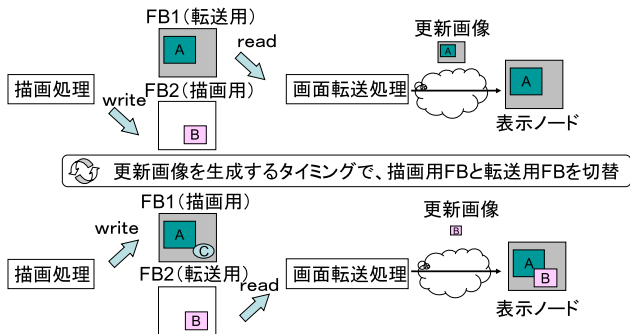 FB1(転送用)
A
read
更新画像
A
描画処理
write
FB2(描画用)
B
画面転送処理
A
表示ノード
更新画像を生成するタイミングで、描画用FBと転送用FBを切替
FB1(描画用)
write
A
C
更新画像
B
描画処理
FB2(転送用)
read
B
画面転送処理
A
B
表示ノード